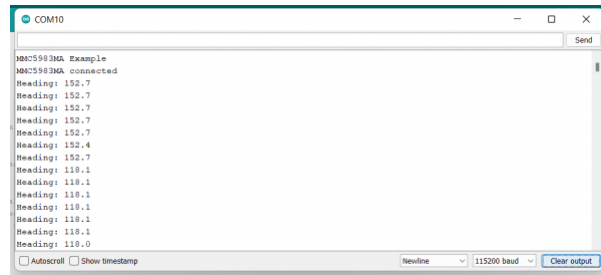 COM10
Send
MMC5983MA Example
MMC5983MA connected
Heading: 152.7
Heading: 152.7
Heading: 152.7
Heading: 152.7
Heading: 152.7
Heading: 152.4
Heading: 152.7
Heading: 118.1
Heading: 118.1
Heading: 118.1
Heading: 118.1
Heading: 118.1
Heading: 118.1
Heading: 118.0
Autoscroll Show timestamp Newline 115200 baud Clear output